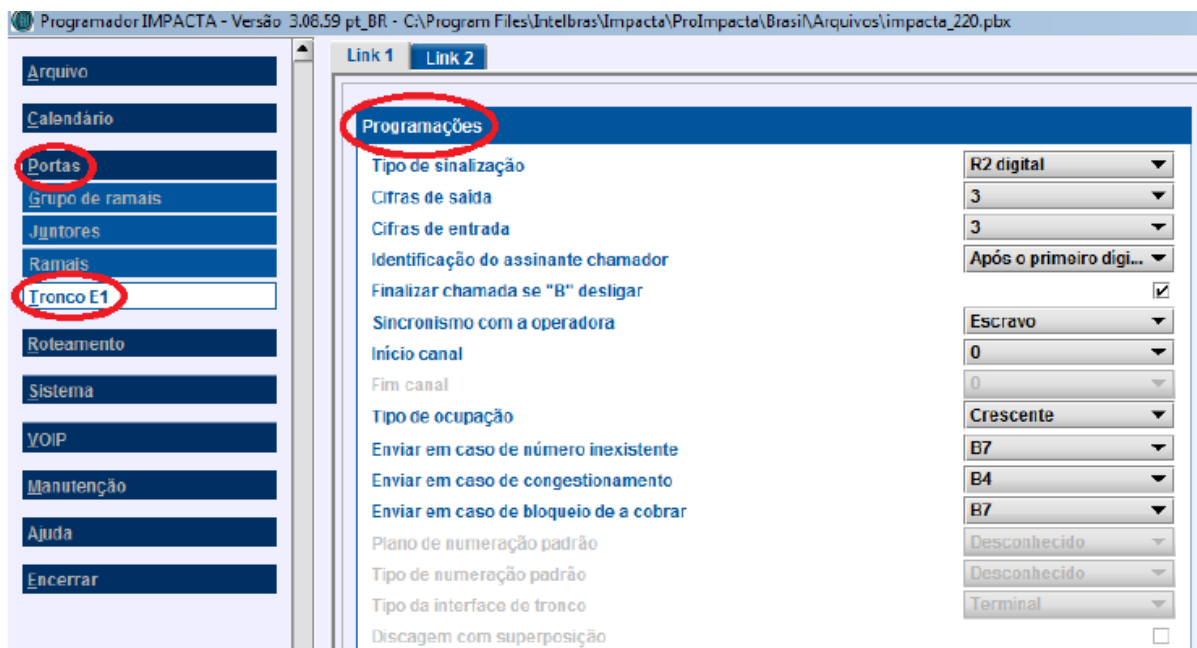 Programador IMPACTA - Versão 3.08.59 pt_BR - C:\Program Files\Intelbras\Impacta\ProImpacta\Brasil\Arquivos\impacta_220.pbx
Arquivo
Calendário
Portas
Grupo de ramais
Juntores
Ramais
Tronco E1
Roteamento
Sistema
VOIP
Manutenção
Ajuda
Encerrar
Link 1 Link 2
Programações
Tipo de sinalização R2 digital
Cifras de saída 3
Cifras de entrada 3
Identificação do assinante chamador Após o primeiro dígi...
Finalizar chamada se "B" desligar
Sincronismo com a operadora Escravo
Início canal 0
Fim canal 0
Tipo de ocupação Crescente
Enviar em caso de número inexistente B7
Enviar em caso de congestionamento B4
Enviar em caso de bloqueio de a cobrar B7
Plano de numeração padrão Desconhecido
Tipo de numeração padrão Desconhecido
Tipo da interface de tronco Terminal
Discagem com superposição